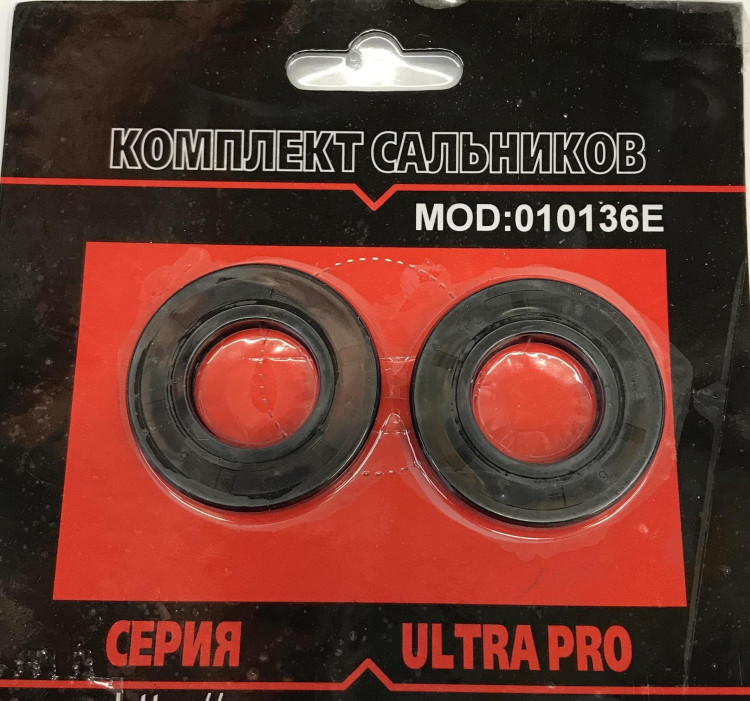 КОМПЛЕКТ САЛЬНИКОВ
MOD:010136E
СЕРИЯ ULTRA PRO